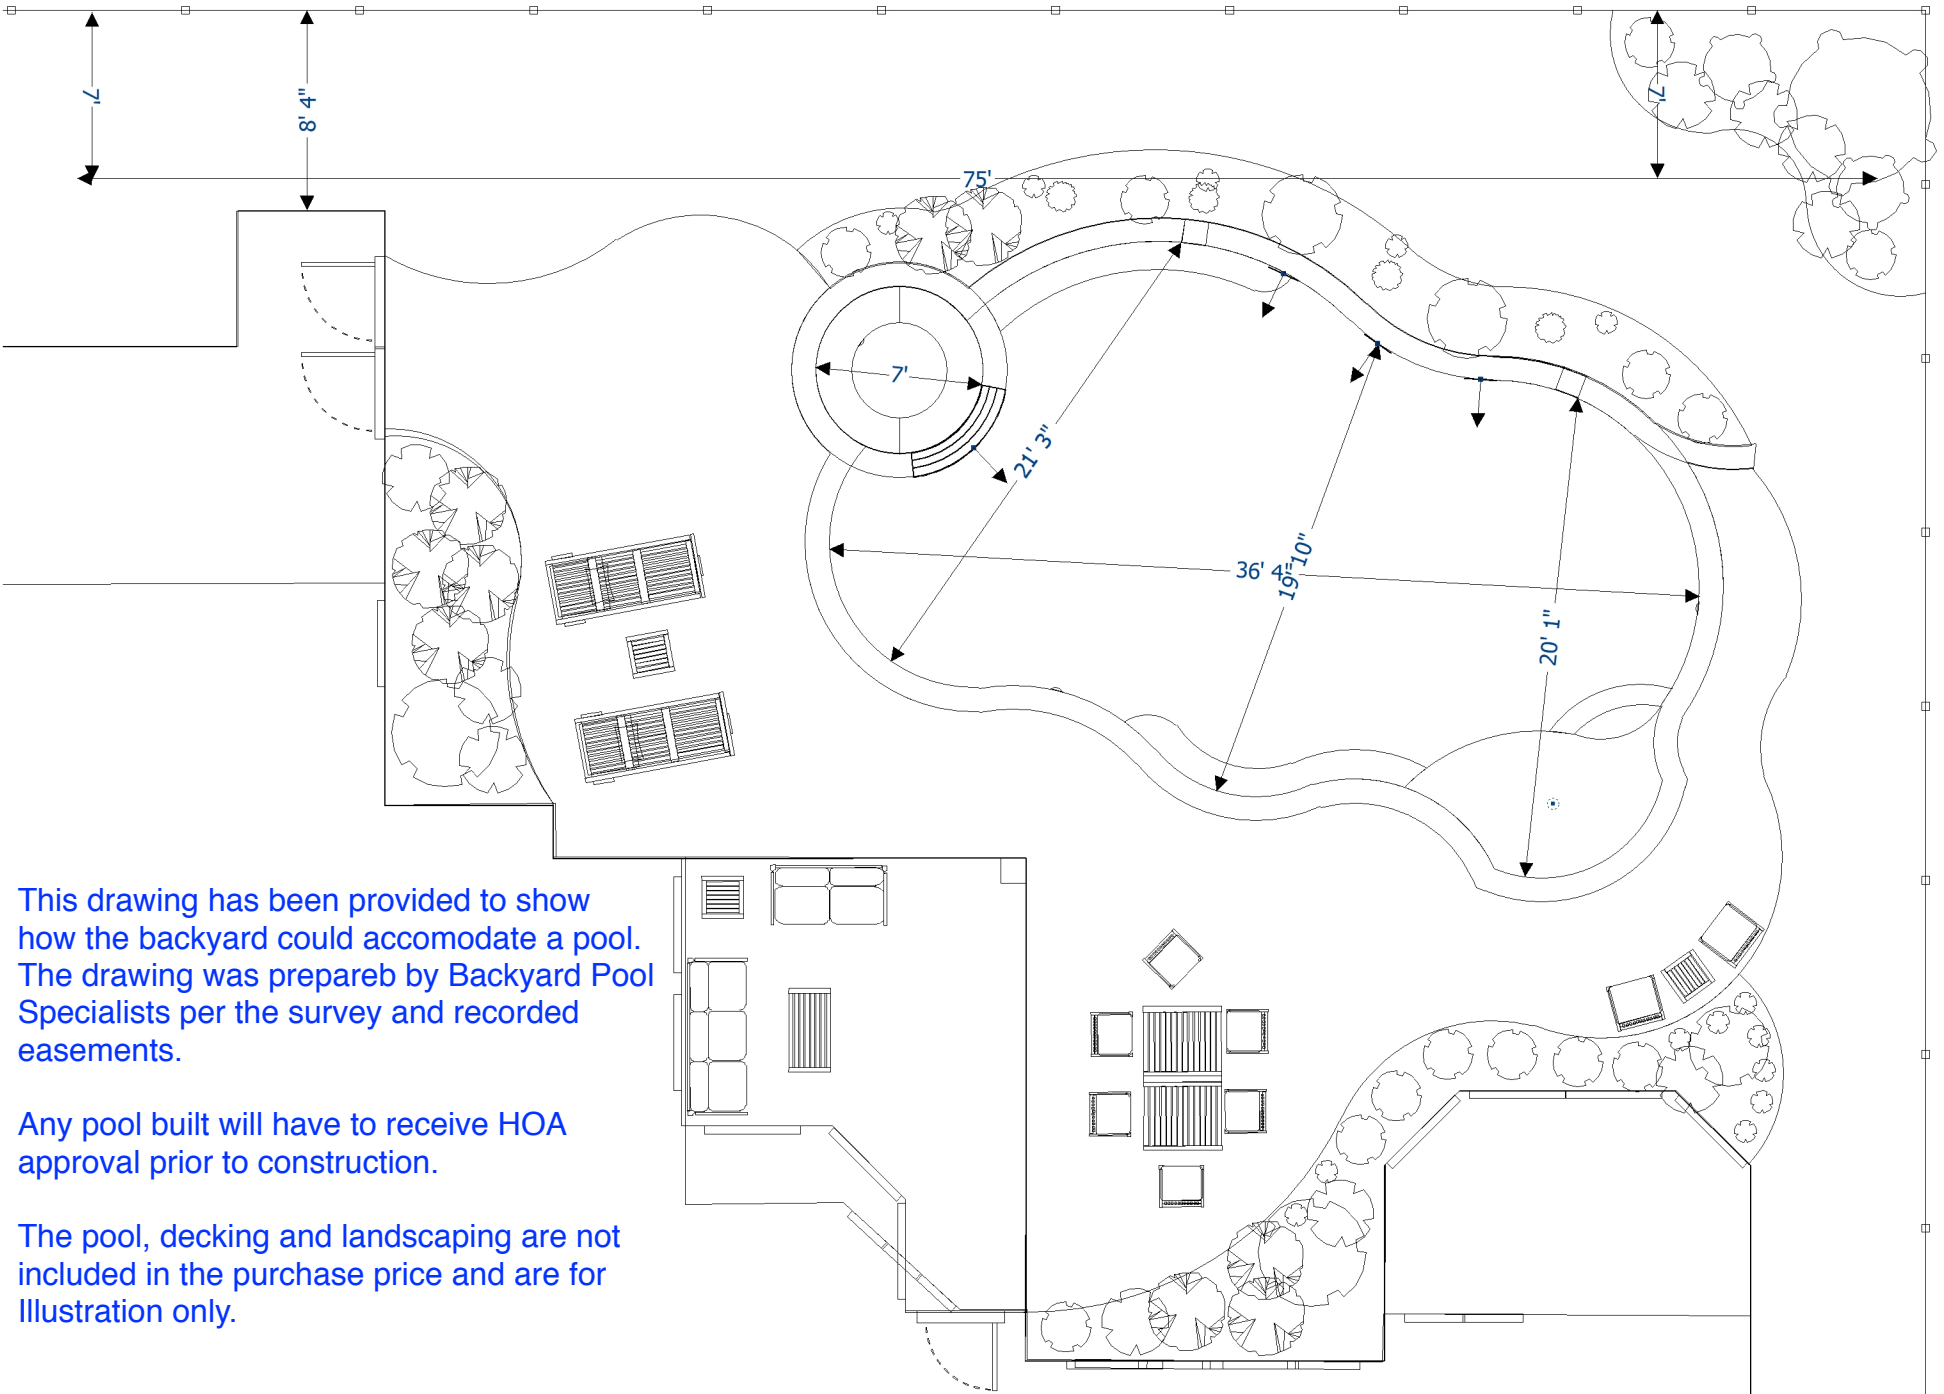 7'
8' 4"
7'
75'
7'
21' 3"
36' 4"
19' 10"
20' 1"
This drawing has been provided to show
how the backyard could accomodate a pool.
The drawing was prepareb by Backyard Pool
Specialists per the survey and recorded
easements.
Any pool built will have to receive HOA
approval prior to construction.
The pool, decking and landscaping are not
included in the purchase price and are for
Illustration only.